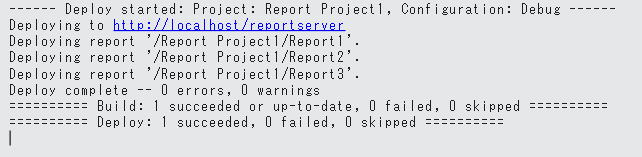 ------ Deploy started: Project: Report Project1, Configuration: Debug ------
Deploying to http://localhost/reportserver
Deploying report '/Report Project1/Report1'.
Deploying report '/Report Project1/Report2'.
Deploying report '/Report Project1/Report3'.
Deploy complete -- 0 errors, 0 warnings
========== Build: 1 succeeded or up-to-date, 0 failed, 0 skipped ==========
========== Deploy: 1 succeeded, 0 failed, 0 skipped ==========